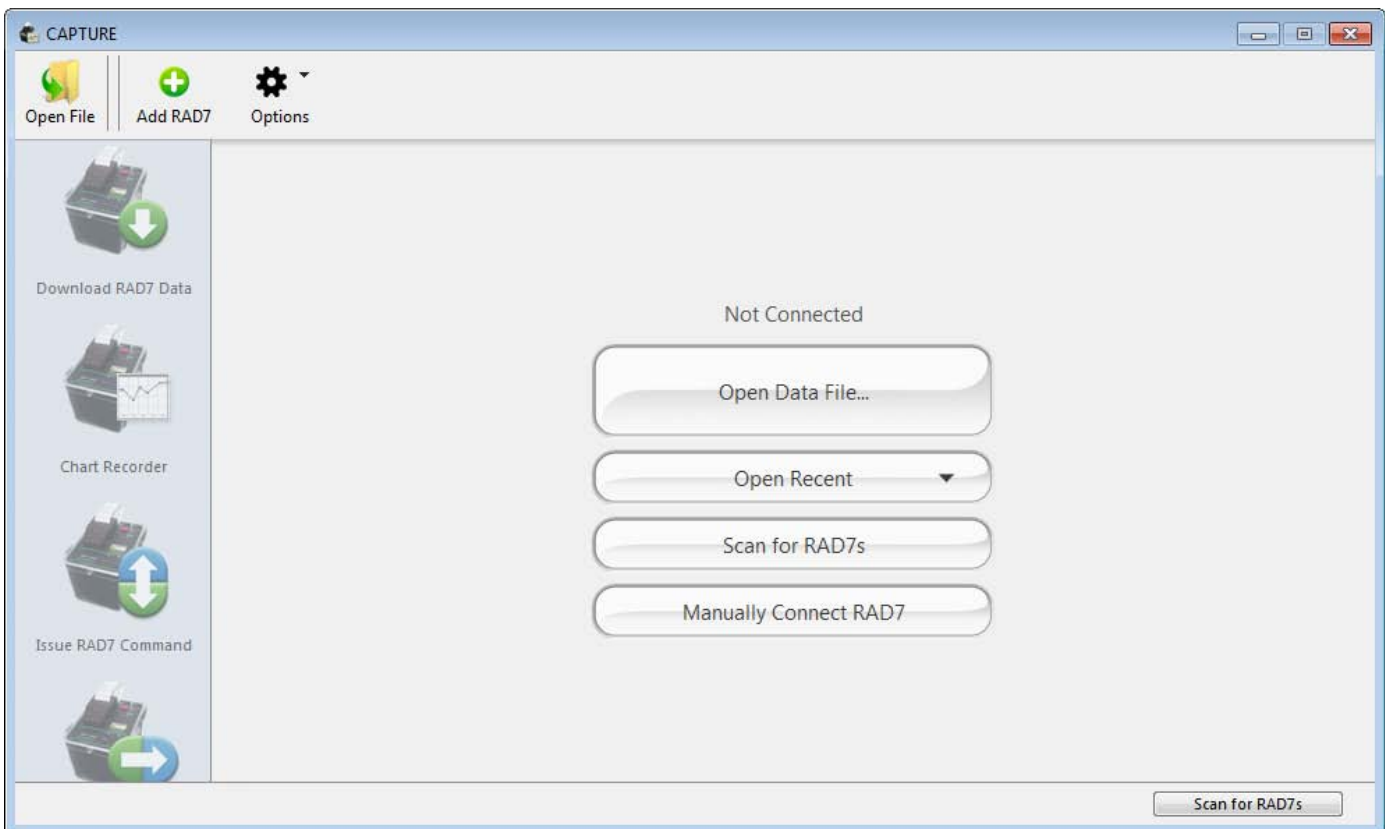 CAPTURE
Open File
Add RAD7
Options
Download RAD7 Data
Chart Recorder
Issue RAD7 Command
Not Connected
Open Data File...
Open Recent
Scan for RAD7s
Manually Connect RAD7
Scan for RAD7s